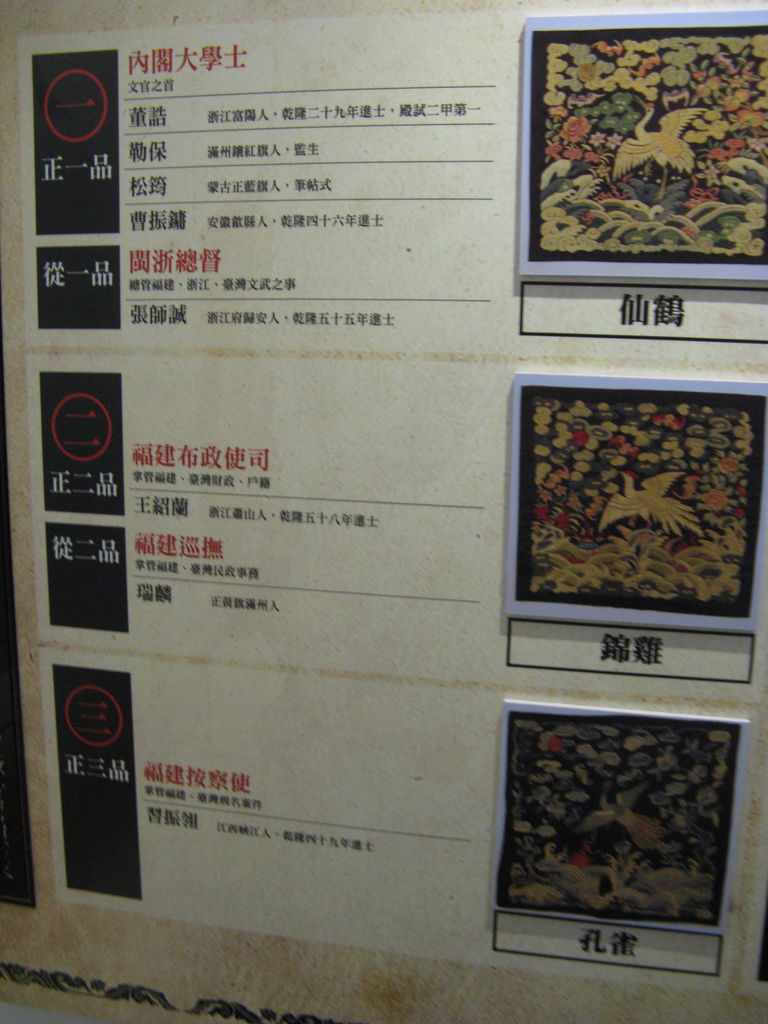 一
正一品
內閣大學士
文官之首
董誥 浙江富陽人，乾隆二十九年進士，殿試二甲第一
勒保 滿州鑲紅旗人，監生
松筠 蒙古正藍旗人，筆帖式
曹振鏞 安徽歙縣人，乾隆四十六年進士
從一品
閩浙總督
總管福建、浙江、臺灣文武之事
張師誠 浙江府歸安人，乾隆五十五年進士
仙鶴
二
正二品
福建布政使司
掌管福建、臺灣財政、戶籍
王紹蘭 浙江蕭山人，乾隆五十八年進士
從二品
福建巡撫
掌管福建、臺灣民政事務
瑞麟 正黃旗滿州人
錦雞
三
正三品
福建按察使
掌管福建、臺灣刑名案件
習振翎 江西峽江人，乾隆四十九年進士
孔雀